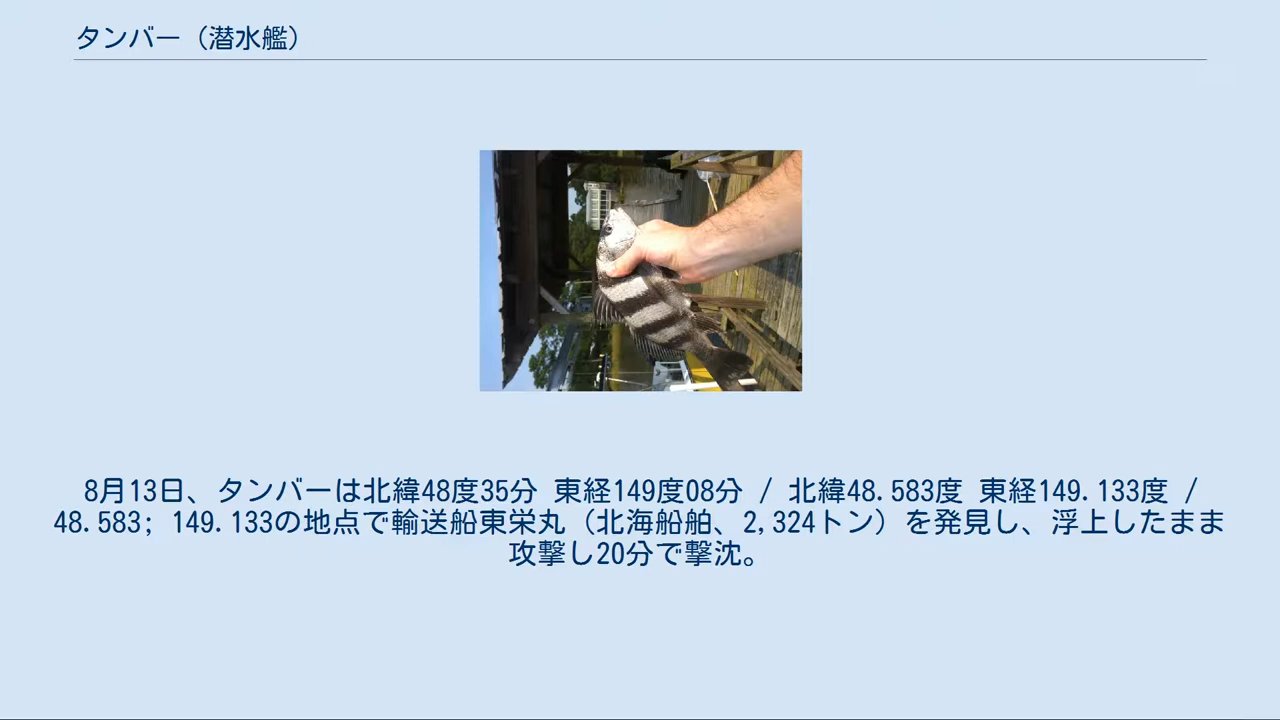 タンバー（潜水艦）
8月13日、タンバーは北緯48度35分 東経149度08分 / 北緯48.583度 東経149.133度 /
48.583; 149.133の地点で輸送船東栄丸（北海船舶、2,324トン）を発見し、浮上したまま
攻撃し20分で撃沈。